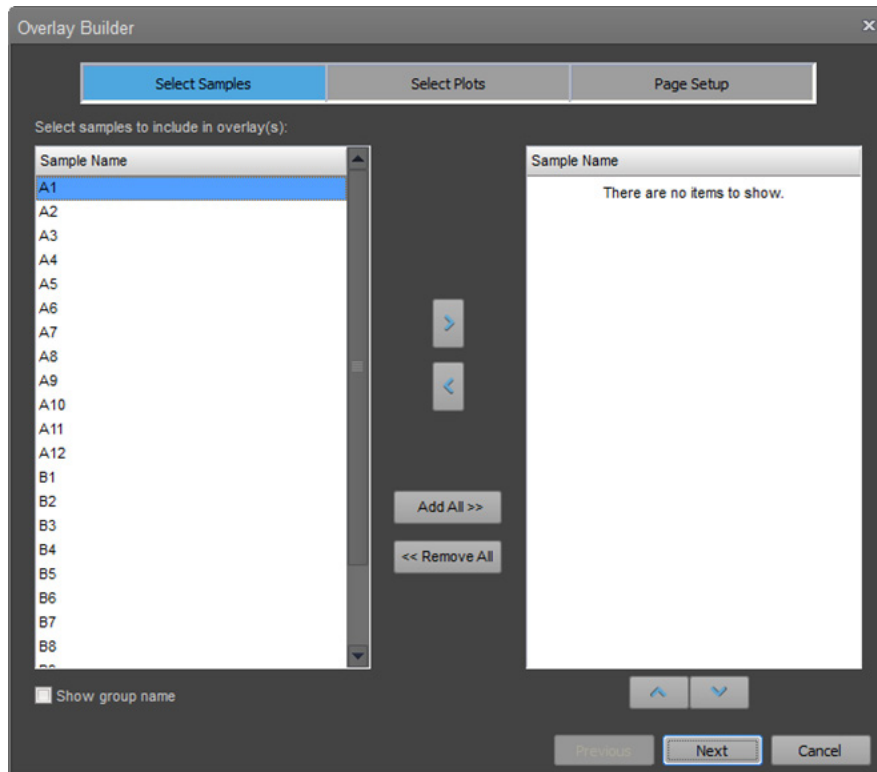 Overlay Builder
Select Samples Select Plots Page Setup
Select samples to include in overlay(s):
Sample Name
A1
A2
A3
A4
A5
A6
A7
A8
A9
A10
A11
A12
B1
B2
B3
B4
B5
B6
B7
B8
Show group name
>
<
Add All >>
<< Remove All
Sample Name
There are no items to show.
Previous Next Cancel